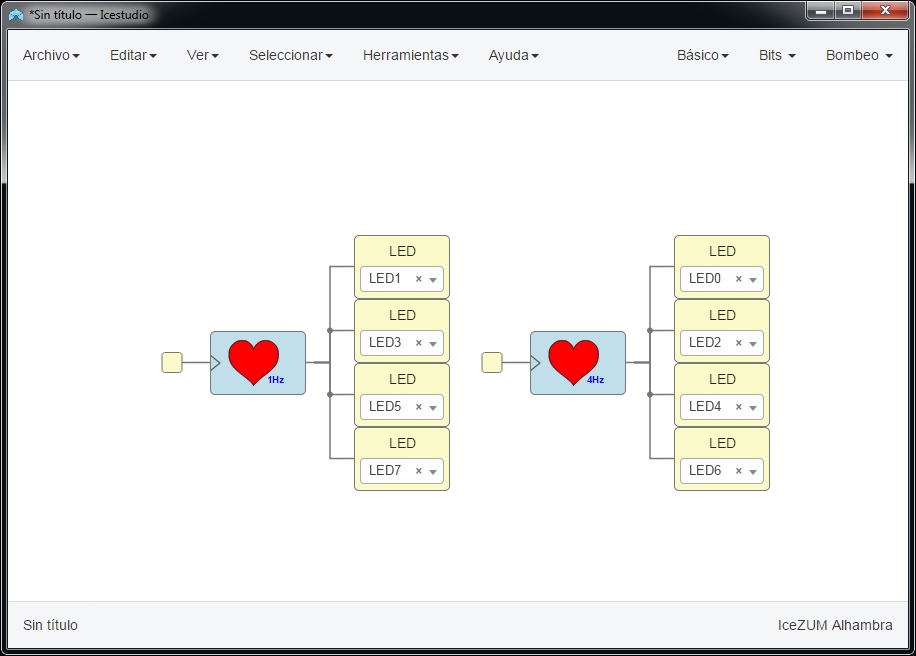 *Sin título — Icestudio
Archivo Editar Ver Seleccionar Herramientas Ayuda Básico Bits Bombeo
LED
LED1 ×
LED
LED3 ×
LED
LED5 ×
LED
LED7 ×
1Hz
LED
LED0 ×
LED
LED2 ×
LED
LED4 ×
LED
LED6 ×
4Hz
Sin título
IceZUM Alhambra